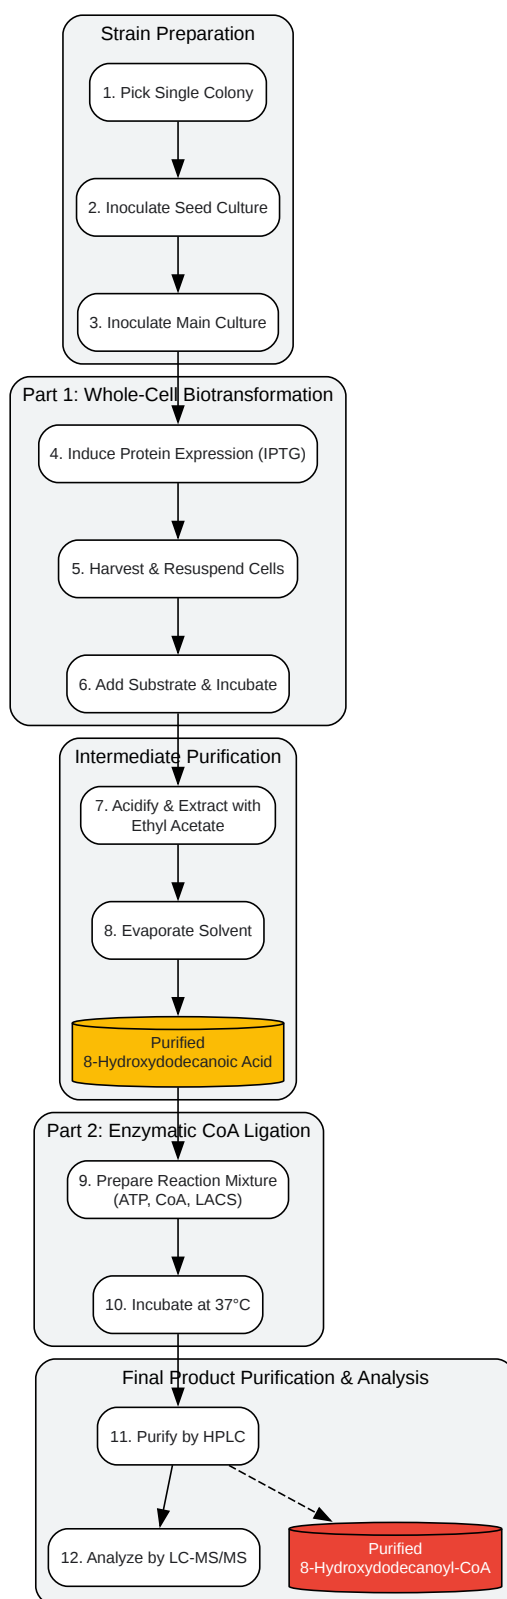 Strain Preparation
1. Pick Single Colony
2. Inoculate Seed Culture
3. Inoculate Main Culture
Part 1: Whole-Cell Biotransformation
4. Induce Protein Expression (IPTG)
5. Harvest & Resuspend Cells
6. Add Substrate & Incubate
Intermediate Purification
7. Acidify & Extract with
Ethyl Acetate
8. Evaporate Solvent
Purified
8-Hydroxydodecanoic Acid
Part 2: Enzymatic CoA Ligation
9. Prepare Reaction Mixture
(ATP, CoA, LACS)
10. Incubate at 37°C
Final Product Purification & Analysis
11. Purify by HPLC
12. Analyze by LC-MS/MS
Purified
8-Hydroxydodecanoyl-CoA